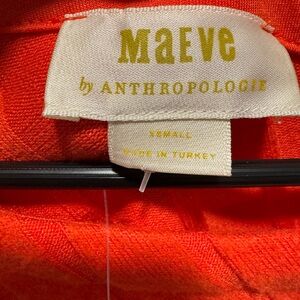 MaEVe
by ANTHROPOLOGIE
XSMALL
MADE IN TURKEY